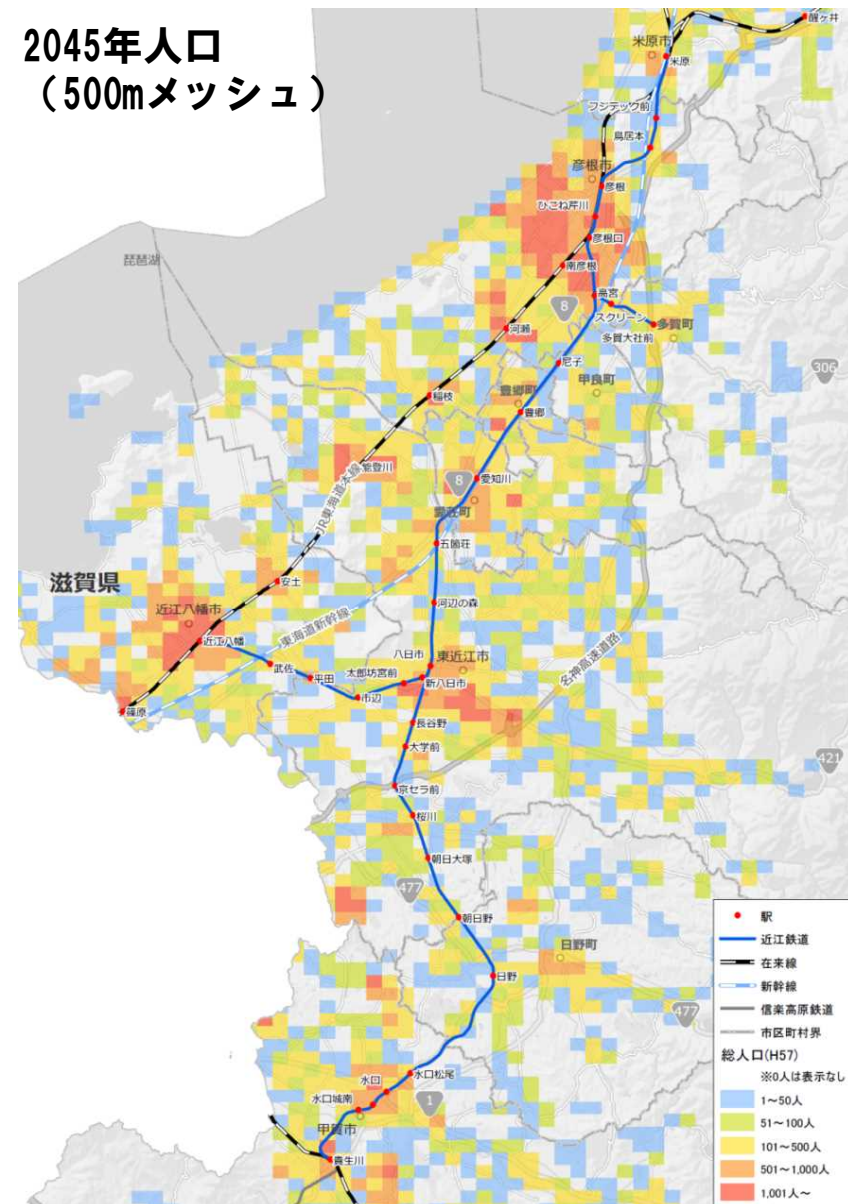 2045年人口
（500mメッシュ）
醒ヶ井
米原市
米原
フジテック前
鳥居本
彦根市
彦根
ひこね芹川
彦根口
南彦根
琵琶湖
高宮
8
スクリーン
多賀町
多賀大社前
河瀬
尼子
306
甲良町
稲枝
豊郷町
豊郷
能登川
愛知川
8
愛荘町
JR東海道本線
五箇荘
安土
滋賀県
河辺の森
近江八幡市
東海道新幹線
近江八幡
八日市
東近江市
名神高速道路
武佐
太郎坊宮前
平田
新八日市
市辺
篠原
長谷野
大学前
421
京セラ前
桜川
朝日大塚
477
朝日野
日野町
日野
477
水口松尾
水口
水口城南
1
甲賀市
貴生川
駅
近江鉄道
在来線
新幹線
信楽高原鉄道
市区町村界
総人口(H57)
※0人は表示なし
1～50人
51～100人
101～500人
501～1,000人
1,001人～